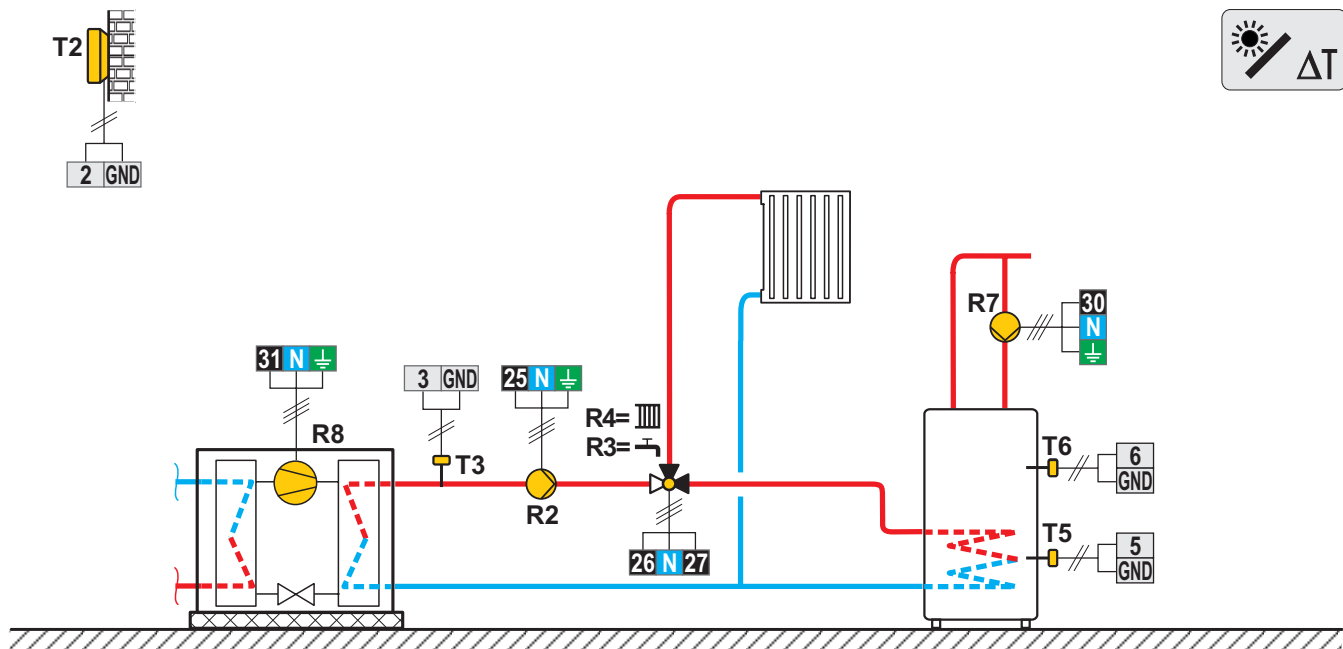 T2
ΔT
2 GND
R7
30
N
31 N
3 GND
25 N
R4=
R3=
R8
T3
R2
T6
6
GND
T5
5
GND
26 N 27